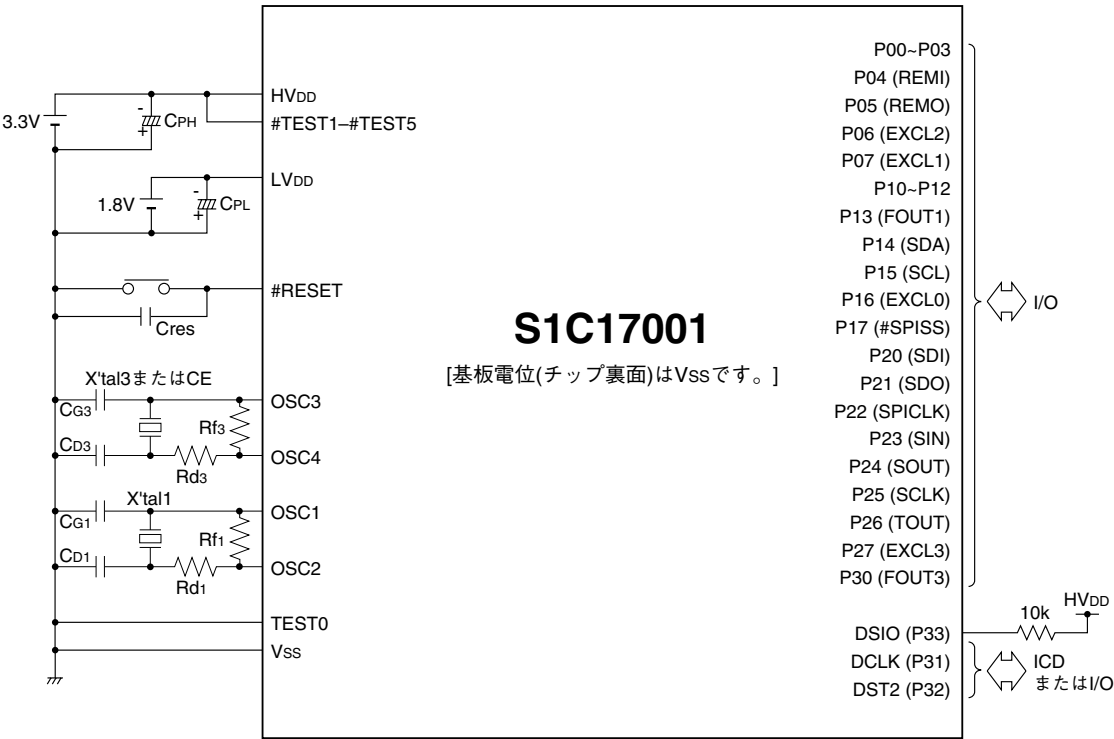 HVDD
#TEST1–#TEST5
3.3V
-
+
CPH
LVDD
1.8V
-
+
CPL
#RESET
Cres
X'tal3またはCE
CG3
OSC3
Rf3
CD3
OSC4
Rd3
X'tal1
CG1
OSC1
Rf1
CD1
OSC2
Rd1
TEST0
VSS
S1C17001
[基板電位(チップ裏面)はVSSです。]
P00~P03
P04 (REMI)
P05 (REMO)
P06 (EXCL2)
P07 (EXCL1)
P10~P12
P13 (FOUT1)
P14 (SDA)
P15 (SCL)
P16 (EXCL0)
P17 (#SPISS)
P20 (SDI)
P21 (SDO)
P22 (SPICLK)
P23 (SIN)
P24 (SOUT)
P25 (SCLK)
P26 (TOUT)
P27 (EXCL3)
P30 (FOUT3)
I/O
DSIO (P33)
DCLK (P31)
DST2 (P32)
10k
HVDD
ICD
またはI/O